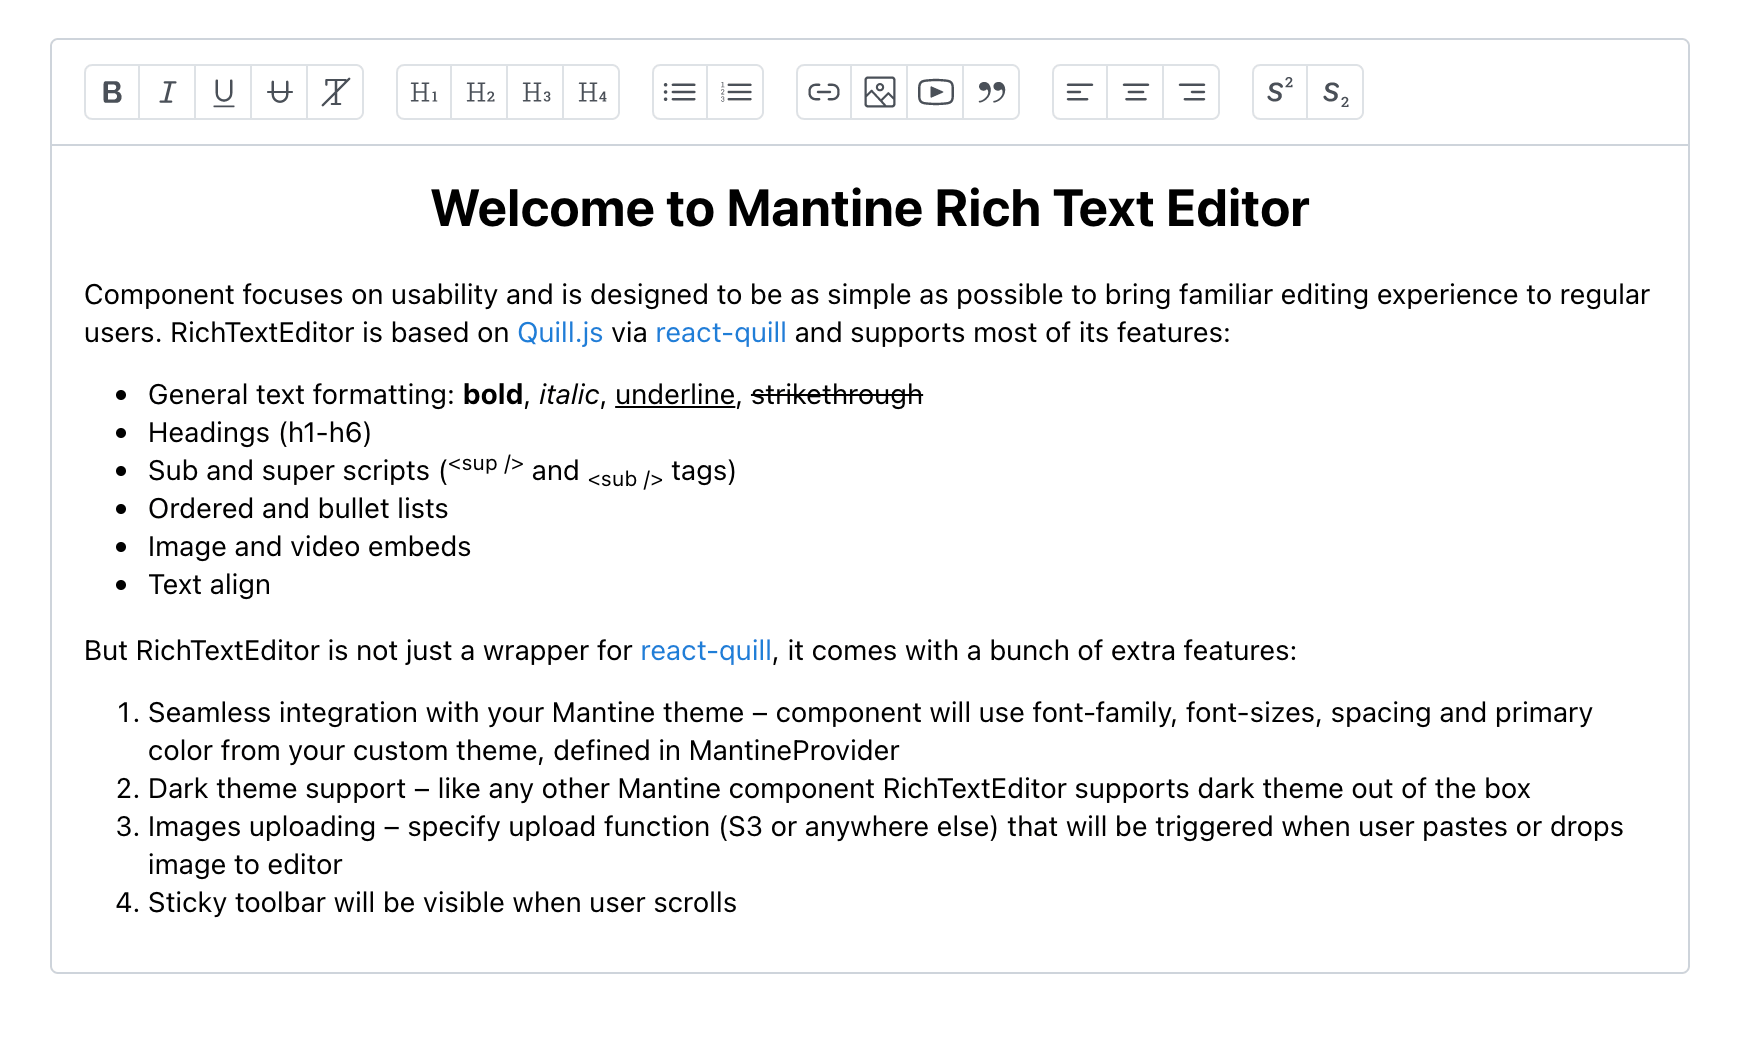 B I U U T H1 H2 H3 H4 S2 S2
Welcome to Mantine Rich Text Editor
Component focuses on usability and is designed to be as simple as possible to bring familiar editing experience to regular
users. RichTextEditor is based on Quill.js via react-quill and supports most of its features:
• General text formatting: bold, italic, underline, strikethrough
• Headings (h1-h6)
• Sub and super scripts (<sup /> and <sub /> tags)
• Ordered and bullet lists
• Image and video embeds
• Text align
But RichTextEditor is not just a wrapper for react-quill, it comes with a bunch of extra features:
1. Seamless integration with your Mantine theme – component will use font-family, font-sizes, spacing and primary
color from your custom theme, defined in MantineProvider
2. Dark theme support – like any other Mantine component RichTextEditor supports dark theme out of the box
3. Images uploading – specify upload function (S3 or anywhere else) that will be triggered when user pastes or drops
image to editor
4. Sticky toolbar will be visible when user scrolls